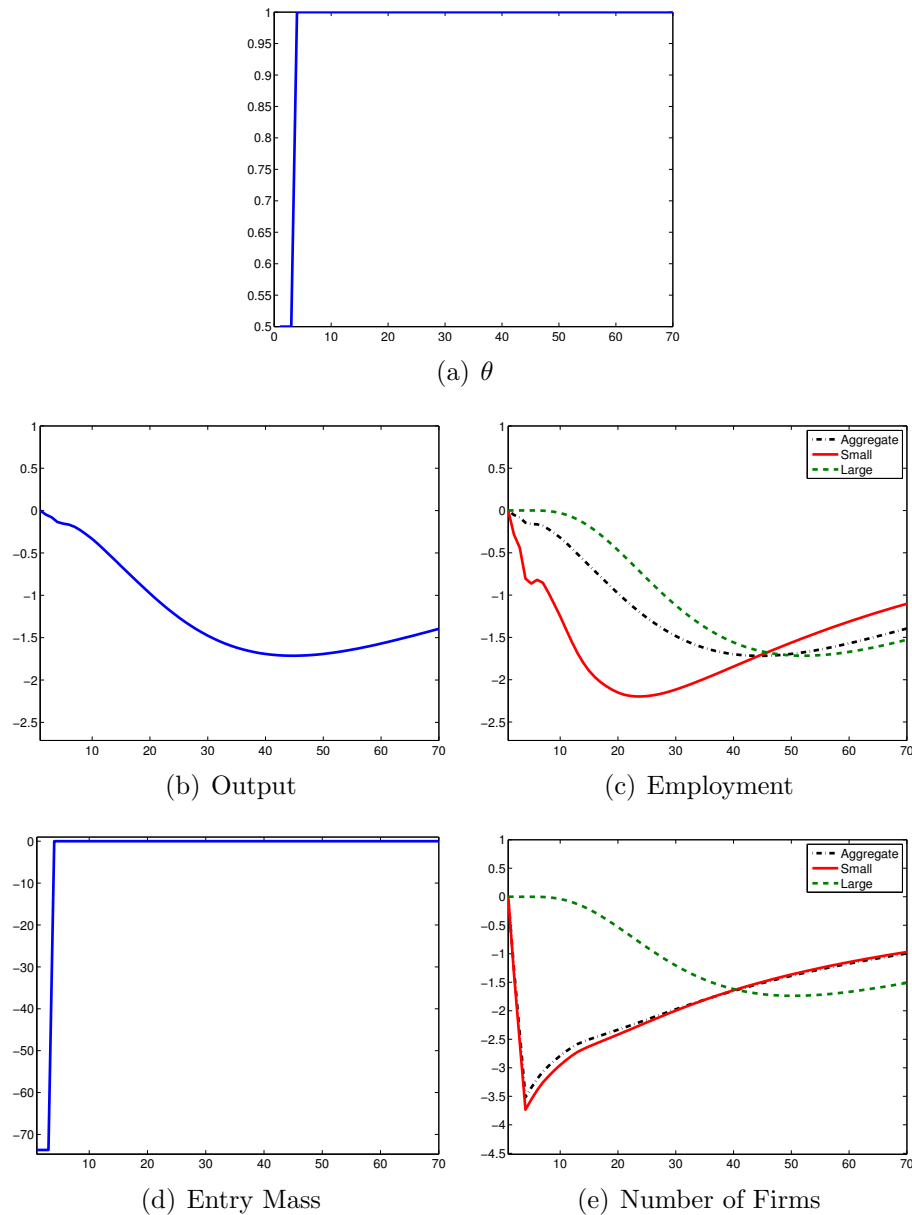 1
0.95
0.9
0.85
0.8
0.75
0.7
0.65
0.6
0.55
0.5
0 10 20 30 40 50 60 70
(a) θ
1
0.5
0
−0.5
−1
−1.5
−2
−2.5
10 20 30 40 50 60 70
(b) Output
1
0.5
0
−0.5
−1
−1.5
−2
−2.5
Aggregate
Small
Large
10 20 30 40 50 60 70
(c) Employment
0
−10
−20
−30
−40
−50
−60
−70
10 20 30 40 50 60 70
(d) Entry Mass
1
0.5
0
−0.5
−1
−1.5
−2
−2.5
−3
−3.5
−4
−4.5
Aggregate
Small
Large
10 20 30 40 50 60 70
(e) Number of Firms